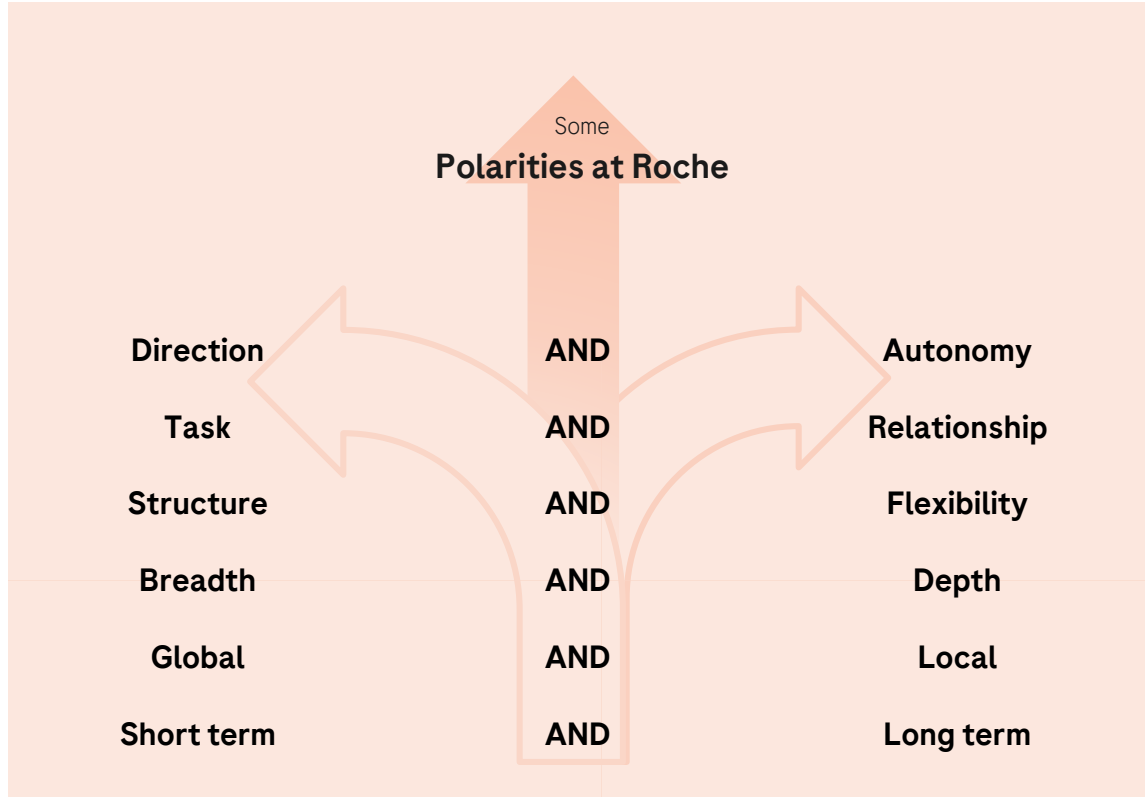 Some
Polarities at Roche
Direction AND Autonomy
Task AND Relationship
Structure AND Flexibility
Breadth AND Depth
Global AND Local
Short term AND Long term